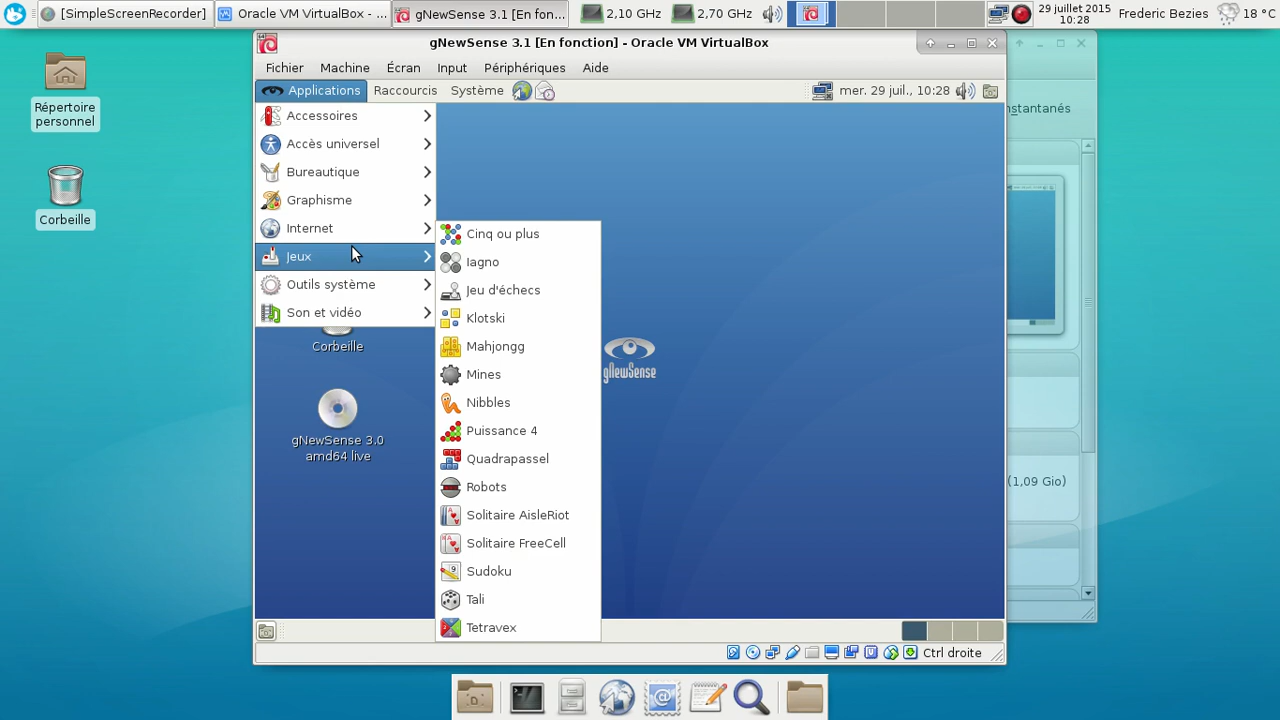 [SimpleScreenRecorder]
Oracle VM VirtualBox - ...
gNewSense 3.1 [En fon...
2,10 GHz
2,70 GHz
29 juillet 2015
10:28
Frederic Bezies
18 °C
gNewSense 3.1 [En fonction] - Oracle VM VirtualBox
Fichier Machine Écran Input Périphériques Aide
Applications Raccourcis Système
mer. 29 juil., 10:28
Répertoire
personnel
Corbeille
Accessoires
Accès universel
Bureautique
Graphisme
Internet
Jeux
Outils système
Son et vidéo
Cinq ou plus
Iagno
Jeu d'échecs
Klotski
Mahjongg
Mines
Nibbles
Puissance 4
Quadrapassel
Robots
Solitaire AisleRiot
Solitaire FreeCell
Sudoku
Tali
Tetravex
Corbeille
gNewSense 3.0
amd64 live
gNewSense
nstantanés
(1,09 Gio)
Ctrl droite